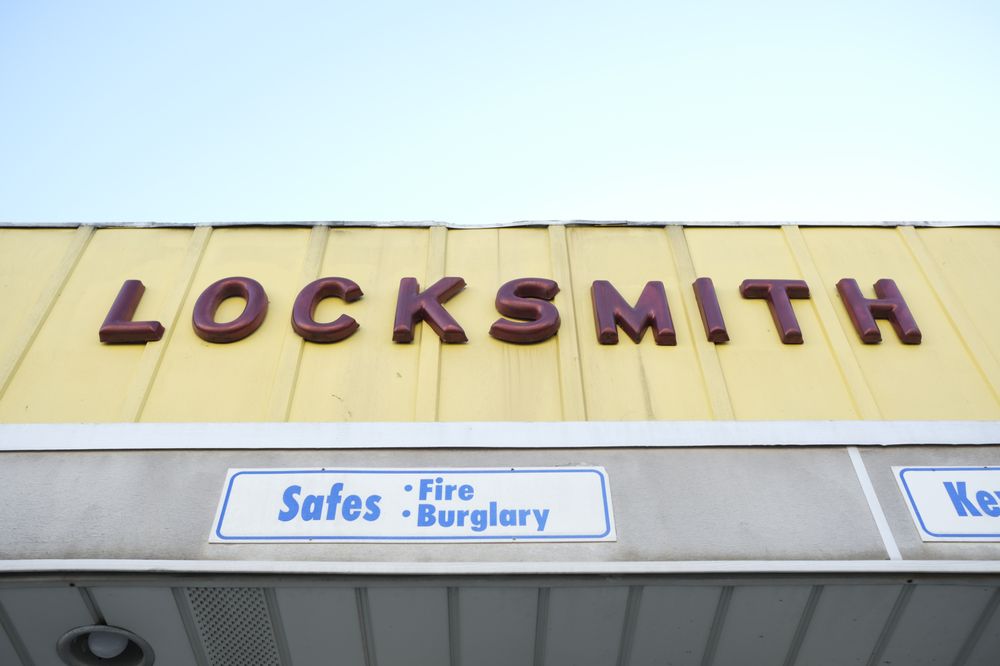 LOCKSMITH
Safes • Fire
• Burglary